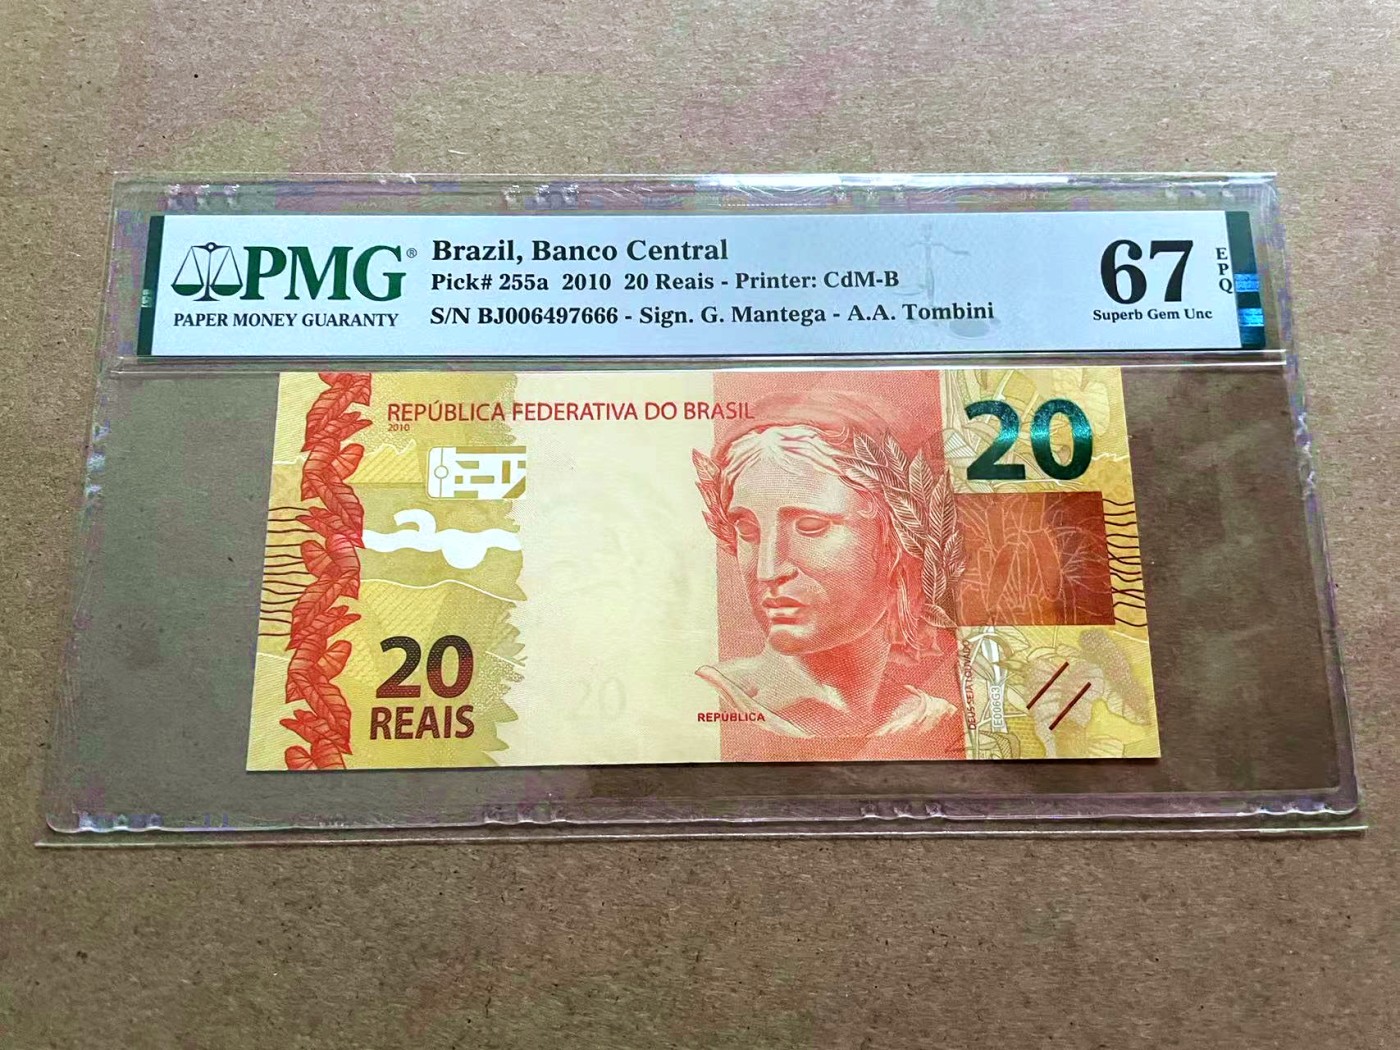 PMG®
PAPER MONEY GUARANTY
Brazil, Banco Central
Pick# 255a 2010 20 Reais - Printer: CdM-B
S/N BJ006497666 - Sign. G. Mantega - A.A. Tombini
67
EPQ
Superb Gem Unc
REPÚBLICA FEDERATIVA DO BRASIL
2010
20
20
REAIS
20
REPÚBLICA
DEUS SEJA LOUVADO